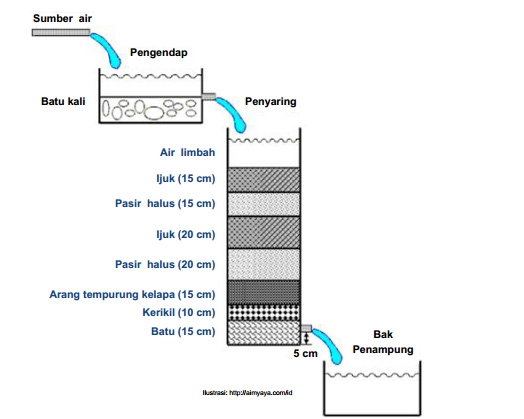 Sumber air
Pengendap
Batu kali
Penyaring
Air limbah
Ijuk (15 cm)
Pasir halus (15 cm)
Ijuk (20 cm)
Pasir halus (20 cm)
Arang tempurung kelapa (15 cm)
Kerikil (10 cm)
Batu (15 cm)
5 cm
Bak
Penampung
Ilustrasi: http://aimyaya.com/id